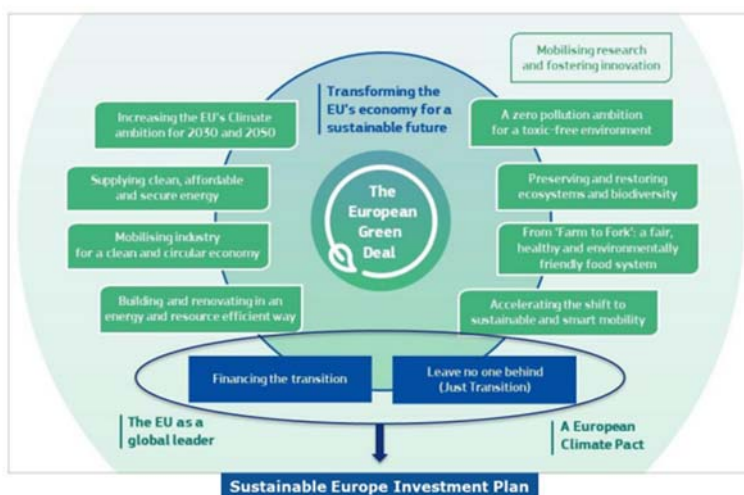 Mobilising research
and fostering innovation
Transforming the
EU's economy for a
sustainable future
Increasing the EU's Climate
ambition for 2030 and 2050
A zero pollution ambition
for a toxic-free environment
Supplying clean, affordable
and secure energy
Preserving and restoring
ecosystems and biodiversity
The
European
Green
Deal
Mobilising industry
for a clean and circular economy
From 'Farm to Fork': a fair,
healthy and environmentally
friendly food system
Building and renovating in an
energy and resource efficient way
Accelerating the shift to
sustainable and smart mobility
Financing the transition
Leave no one behind
(Just Transition)
The EU as a
global leader
A European
Climate Pact
Sustainable Europe Investment Plan